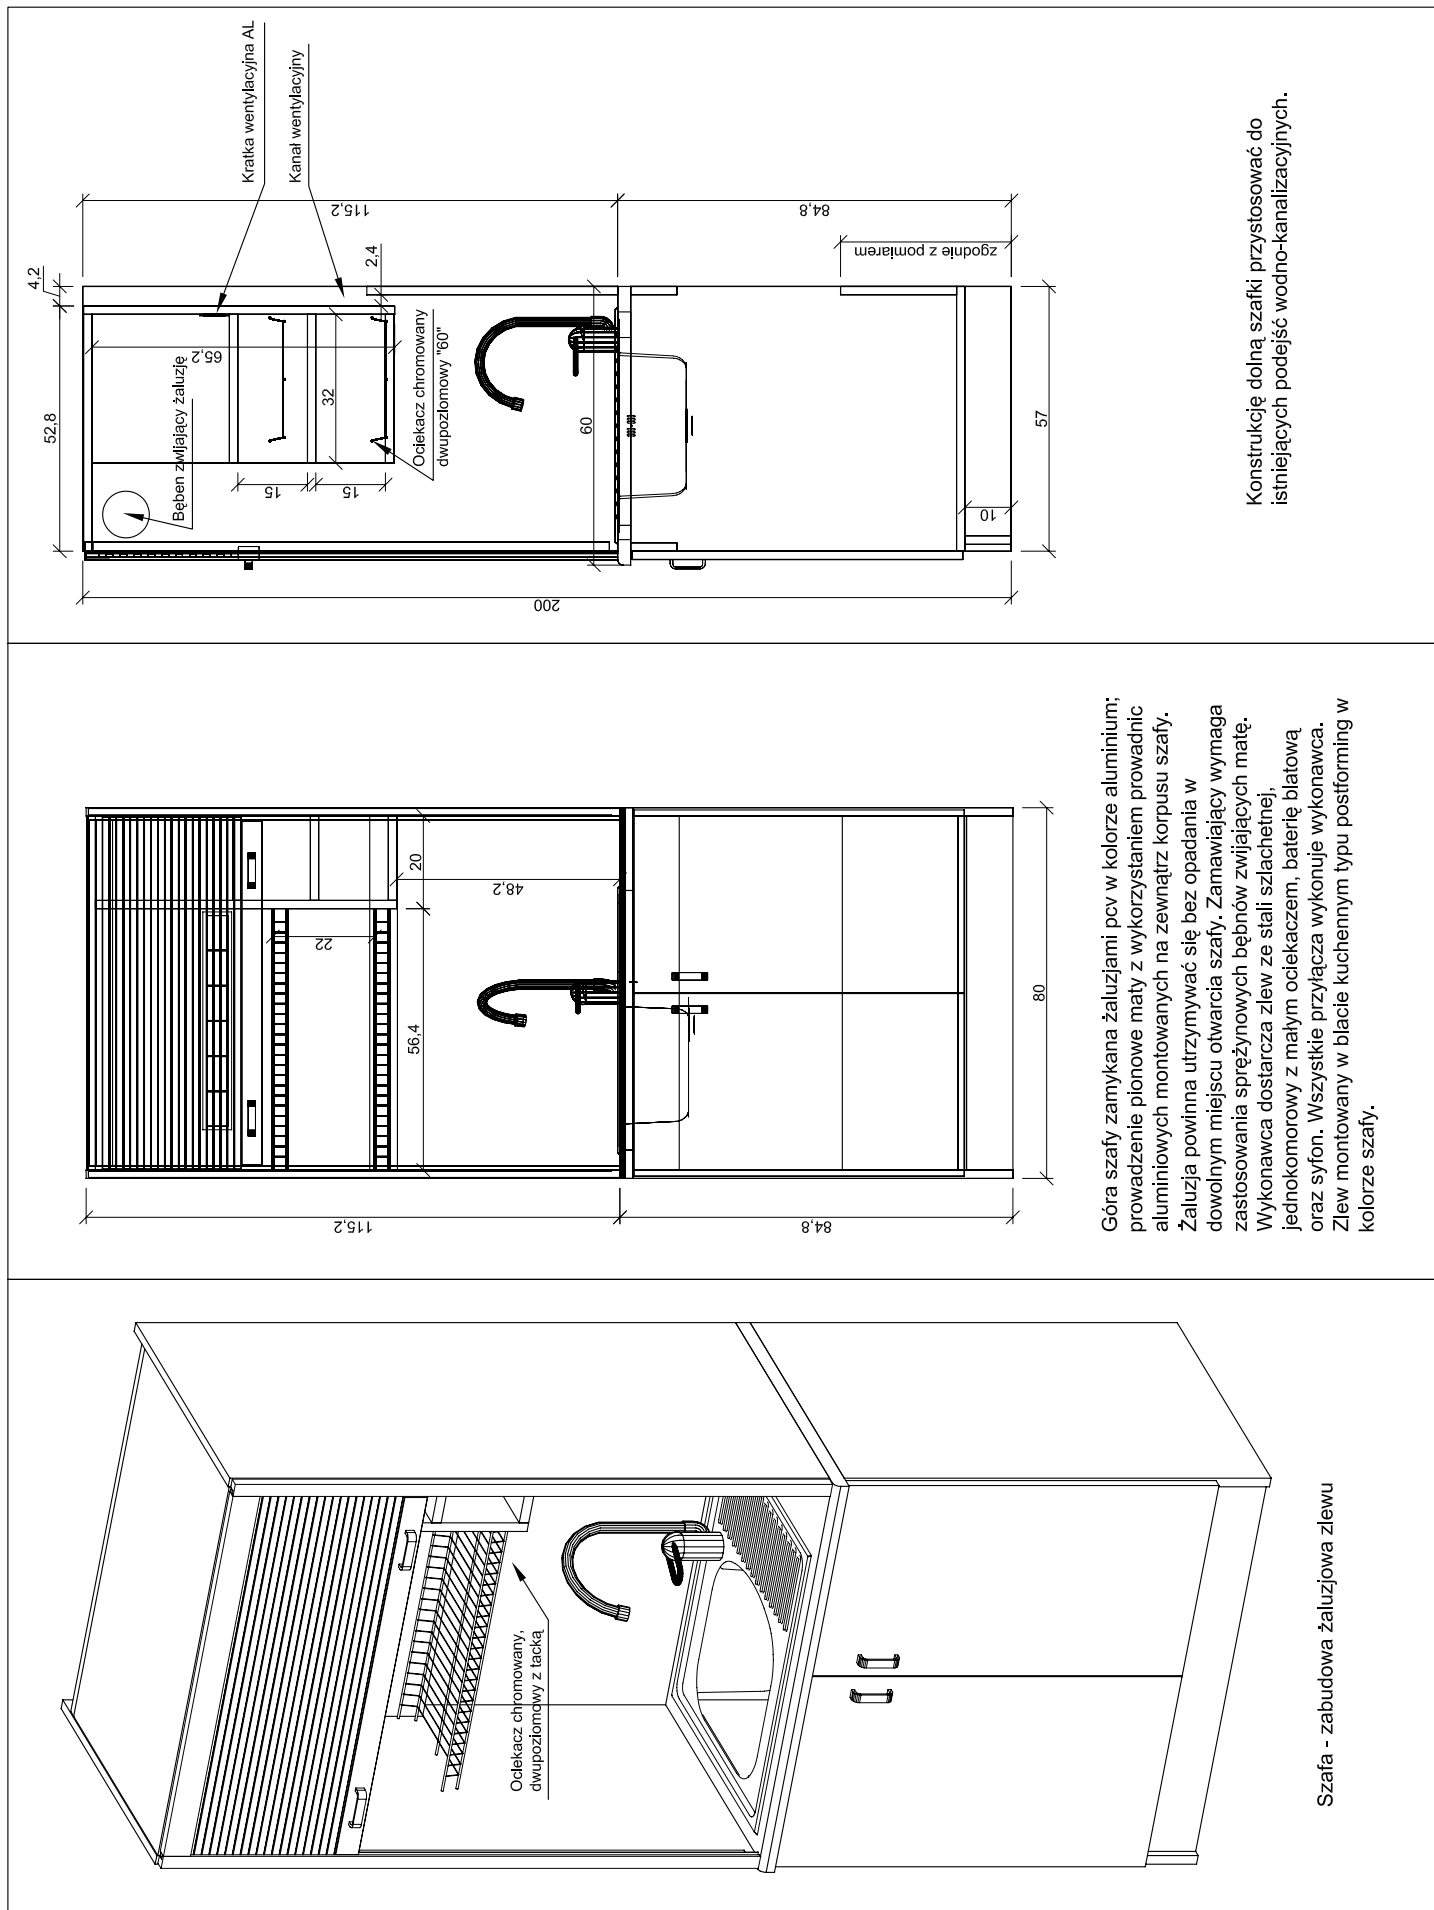 Szafa - zabudowa żaluzjowa zlewu
Ociekacz chromowany,
dwupoziomowy z tacką
115,2
84,8
80
56,4
20
22
48,2
Góra szafy zamykana żaluzjami pcv w kolorze aluminium;
prowadzenie pionowe maty z wykorzystaniem prowadnic
aluminiowych montowanych na zewnątrz korpusu szafy.
Żaluzja powinna utrzymywać się bez opadania w
dowolnym miejscu otwarcia szafy. Zamawiający wymaga
zastosowania sprężynowych bębnów zwijających matę.
Wykonawca dostarcza zlew ze stali szlachetnej,
jednokomorowy z małym ociekaczem, baterię blatową
oraz syfon. Wszystkie przyłącza wykonuje wykonawca.
Zlew montowany w blacie kuchennym typu postforming w
kolorze szafy.
52,8
4,2
Kratka wentylacyjna AL
Kanał wentylacyjny
Bęben zwijający żaluzję
65,2
32
15
15
2,4
Ociekacz chromowany
dwupoziomowy "60"
60
115,2
84,8
zgodnie z pomiarem
200
10
57
Konstrukcję dolną szafki przystosować do
istniejących podejść wodno-kanalizacyjnych.